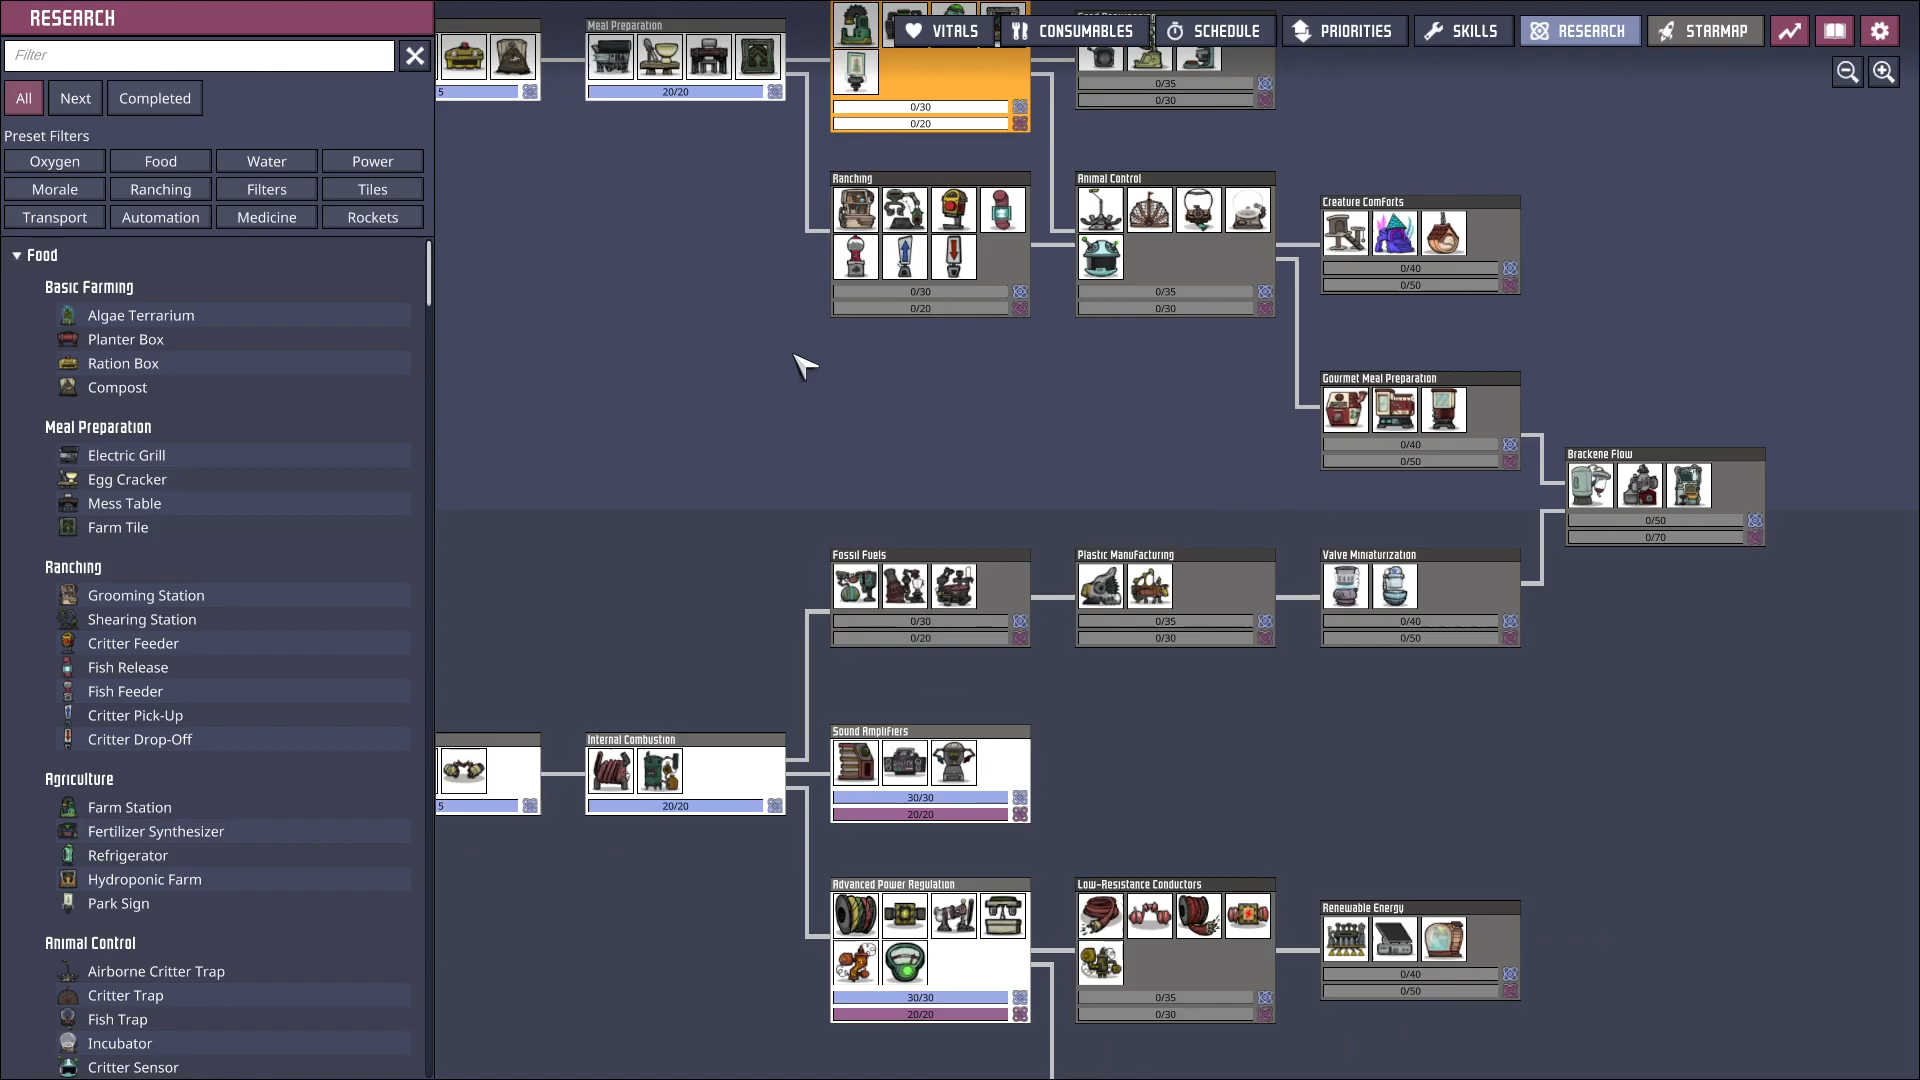 RESEARCH
Filter
All
Next
Completed
Preset Filters
Oxygen
Food
Water
Power
Morale
Ranching
Filters
Tiles
Transport
Automation
Medicine
Rockets
Food
Basic Farming
Algae Terrarium
Planter Box
Ration Box
Compost
Meal Preparation
Electric Grill
Egg Cracker
Mess Table
Farm Tile
Ranching
Grooming Station
Shearing Station
Critter Feeder
Fish Release
Fish Feeder
Critter Pick-Up
Critter Drop-Off
Agriculture
Farm Station
Fertilizer Synthesizer
Refrigerator
Hydroponic Farm
Park Sign
Animal Control
Airborne Critter Trap
Critter Trap
Fish Trap
Incubator
Critter Sensor
VITALS
CONSUMABLES
SCHEDULE
PRIORITIES
SKILLS
RESEARCH
STARMAP
5
Meal Preparation
20/20
0/30
0/20
0/35
0/30
Ranching
0/30
0/20
Animal Control
0/35
0/30
Creature Comforts
0/40
0/50
Gourmet Meal Preparation
0/40
0/50
Brackene Flow
0/50
0/70
Fossil Fuels
0/30
0/20
Plastic Manufacturing
0/35
0/30
Valve Miniaturization
0/40
0/50
5
Internal Combustion
20/20
Sound Amplifiers
30/30
20/20
Advanced Power Regulation
30/30
20/20
Low-Resistance Conductors
0/35
0/30
Renewable Energy
0/40
0/50